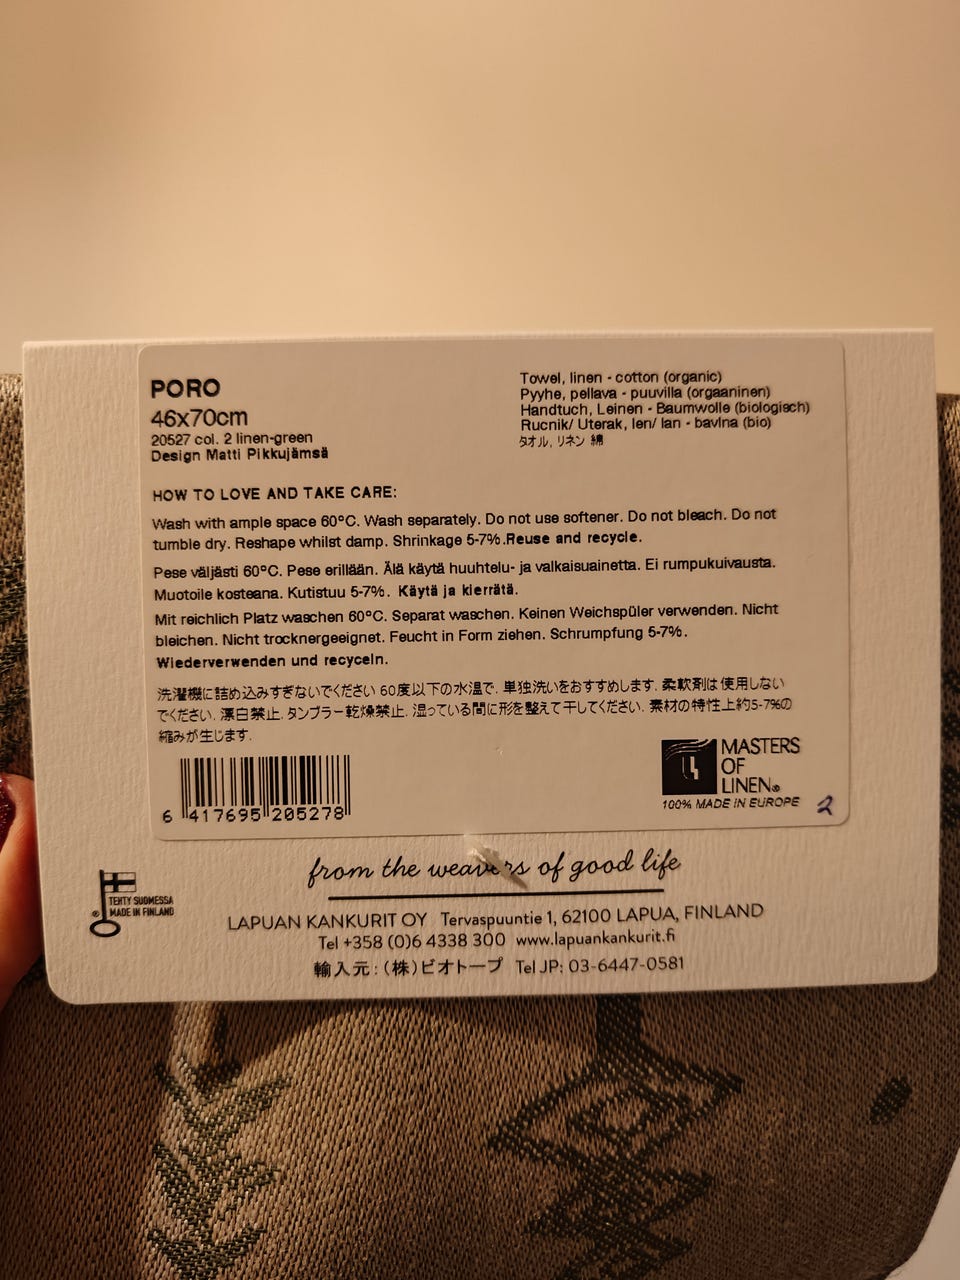 PORO
46x70cm
20527 col. 2 linen-green
Design Matti Pikkujämsä
Towel, linen - cotton (organic)
Pyyhe, pellava - puuvilla (orgaaninen)
Handtuch, Leinen - Baumwolle (biologisch)
Rucnik/ Uterak, len/ lan - bavlna (bio)
タオル, リネン 綿
HOW TO LOVE AND TAKE CARE:
Wash with ample space 60°C. Wash separately. Do not use softener. Do not bleach. Do not
tumble dry. Reshape whilst damp. Shrinkage 5-7%.Reuse and recycle.
Pese väljästi 60°C. Pese erillään. Älä käytä huuhtelu- ja valkaisuainetta. Ei rumpukuivausta.
Muotoile kosteana. Kutistuu 5-7%. Käytä ja kierrätä.
Mit reichlich Platz waschen 60°C. Separat waschen. Keinen Weichspüler verwenden. Nicht
bleichen. Nicht trocknergeeignet. Feucht in Form ziehen. Schrumpfung 5-7%.
Wiederverwenden und recyceln.
洗濯機に詰め込みすぎないでください 60度以下の水温で. 単独洗いをおすすめします. 柔軟剤は使用しない
でください. 漂白禁止. タンブラー乾燥禁止. 湿っている間に形を整えて干してください. 素材の特性上約5-7%の
縮みが生じます.
6 417695 205278
MASTERS
OF
LINEN®
100% MADE IN EUROPE
2
from the weavers of good life
TEHTY SUOMESSA
® MADE IN FINLAND
LAPUAN KANKURIT OY Tervaspuuntie 1, 62100 LAPUA, FINLAND
Tel +358 (0)6 4338 300 www.lapuankankurit.fi
輸入元：(株)ビオトープ Tel JP: 03-6447-0581